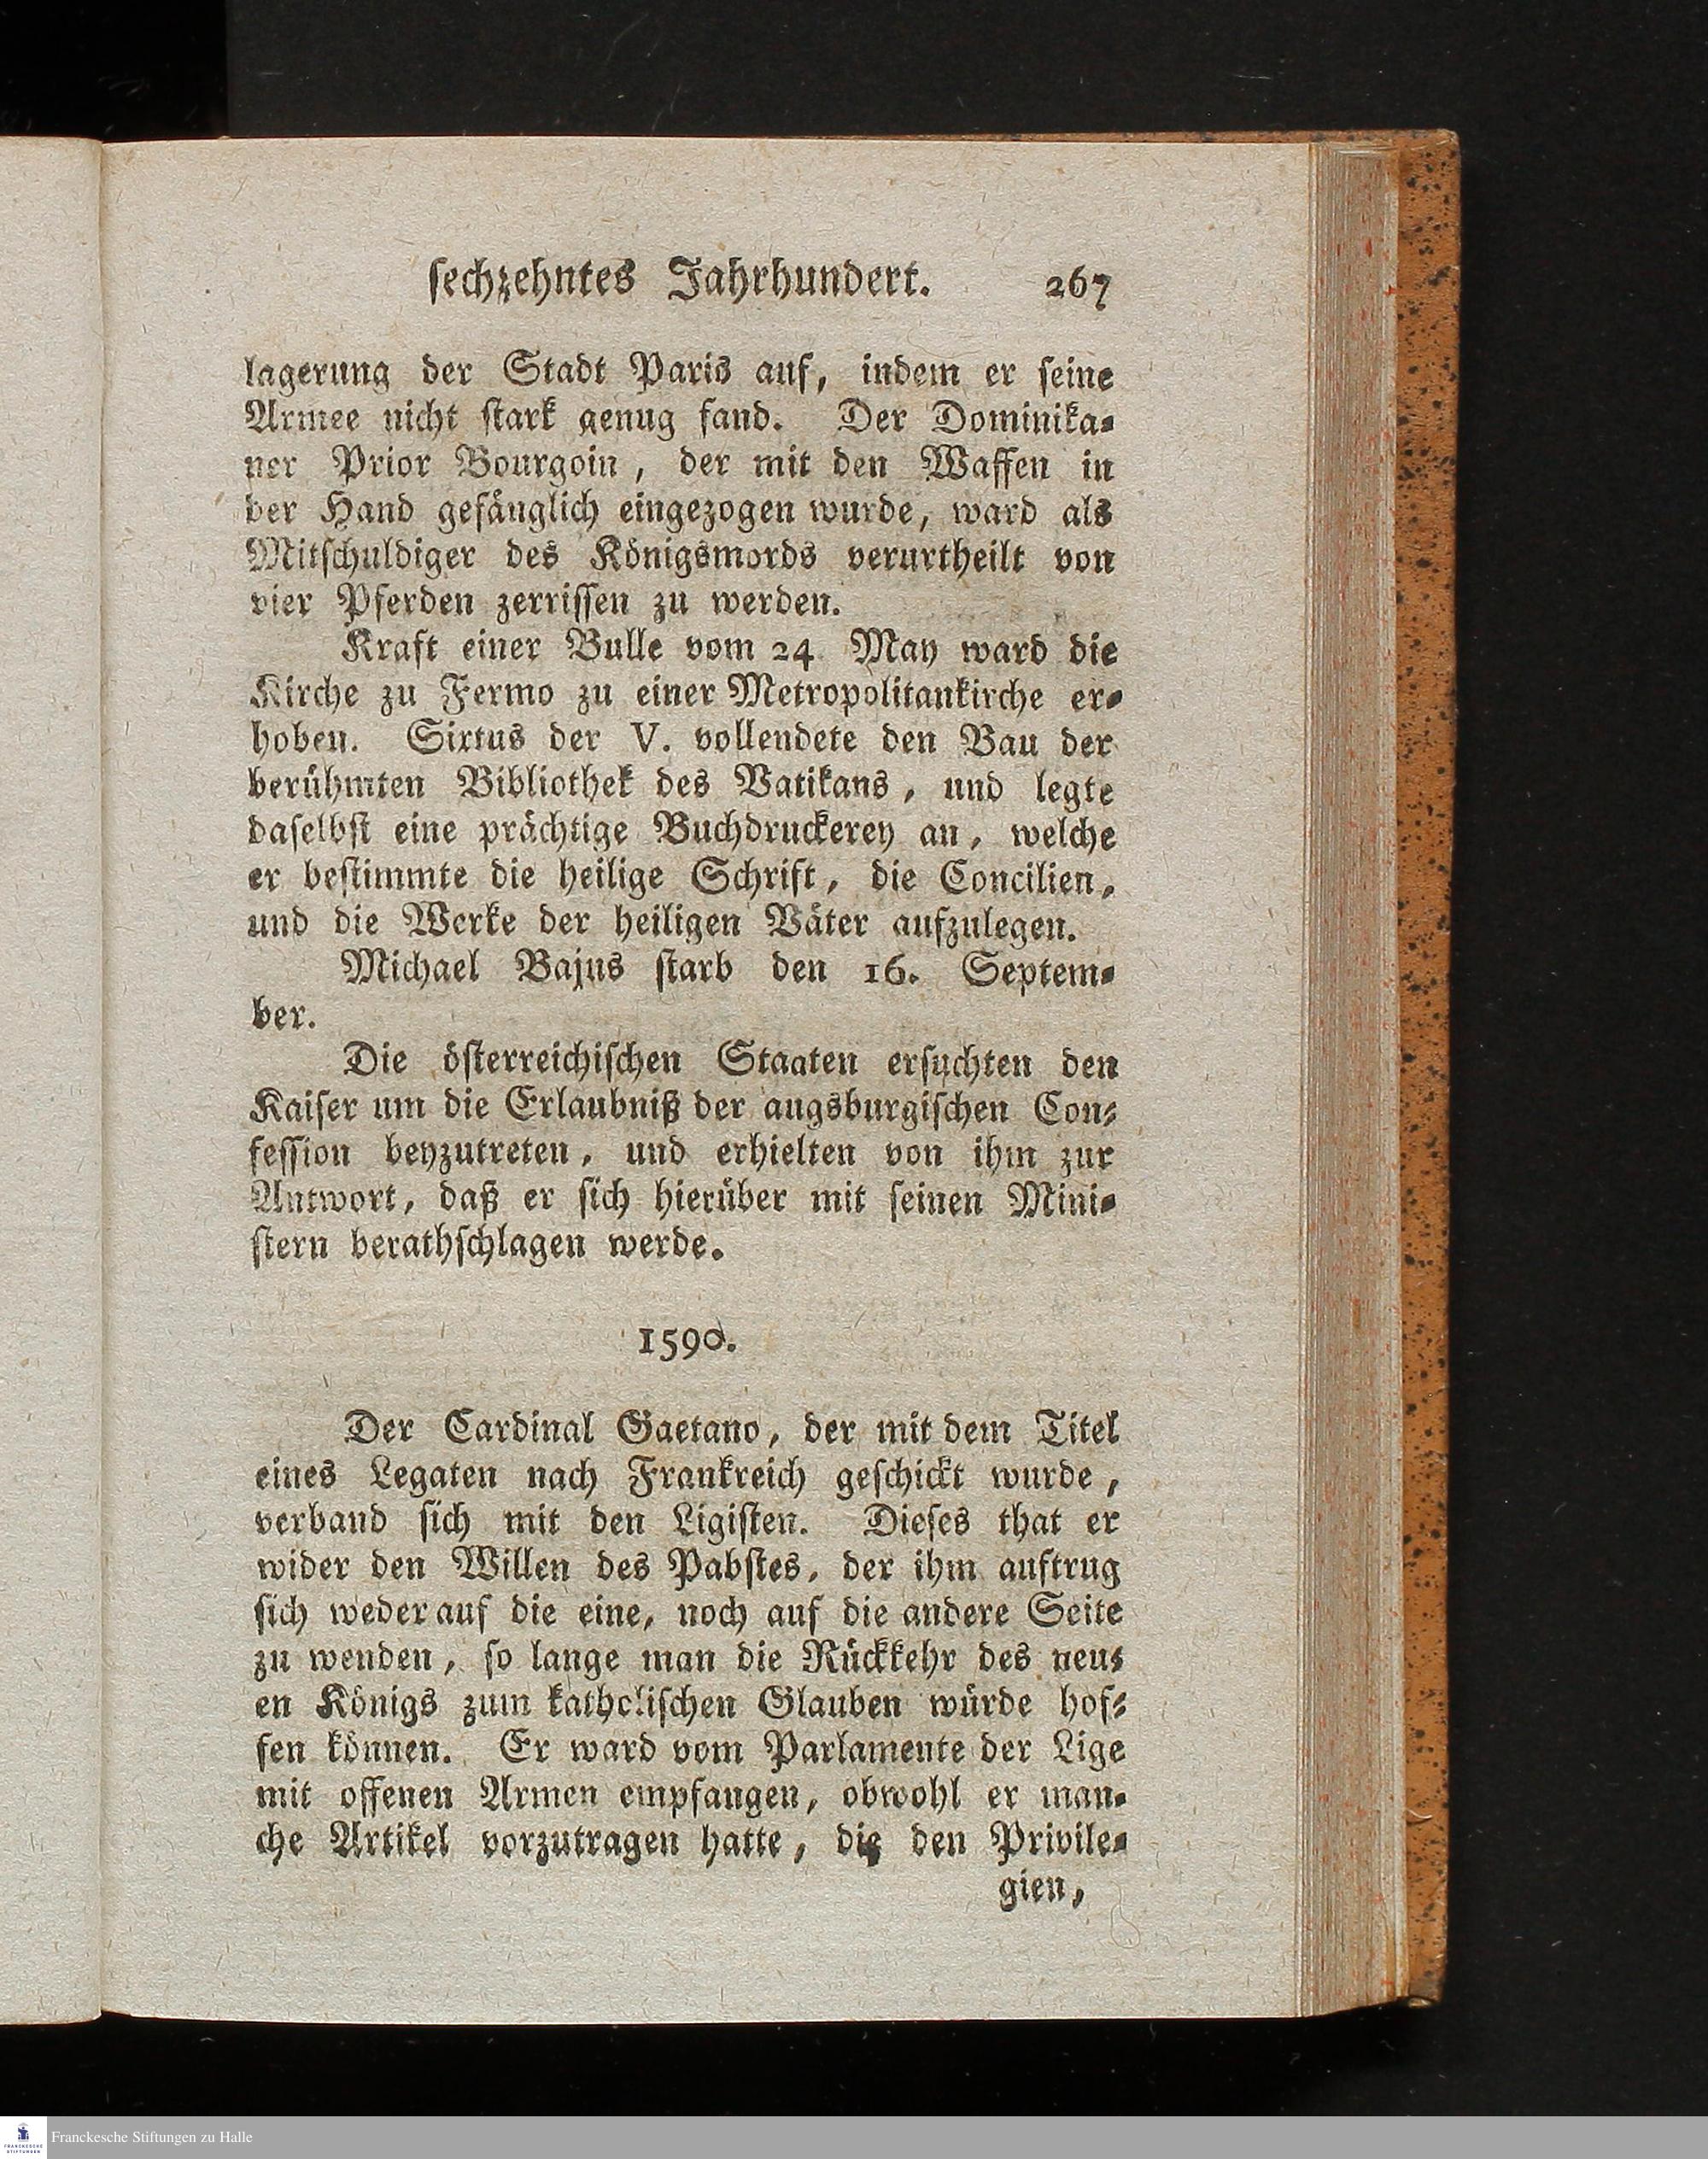 sechzehntes Jahrhundert. 267
lagerung der Stadt Paris auf, indem er seine
Armee nicht stark genug fand. Der Dominika-
ner Prior Bourgoin, der mit den Waffen in
der Hand gefänglich eingezogen wurde, ward als
Mitschuldiger des Königsmords verurtheilt von
vier Pferden zerrissen zu werden.
Kraft einer Bulle vom 24 May ward die
Kirche zu Fermo zu einer Metropolitankirche er-
hoben. Sixtus der V. vollendete den Bau der
berühmten Bibliothek des Vatikans, und legte
daselbst eine prächtige Buchdruckerey an, welche
er bestimmte die heilige Schrift, die Concilien,
und die Werke der heiligen Väter aufzulegen.
Michael Bajus starb den 16. Septem-
ber.
Die österreichischen Staaten ersuchten den
Kaiser um die Erlaubniß der augsburgischen Con-
fession beyzutreten, und erhielten von ihm zur
Antwort, daß er sich hierüber mit seinen Mini-
stern berathschlagen werde.
1590.
Der Cardinal Gaetano, der mit dem Titel
eines Legaten nach Frankreich geschickt wurde,
verband sich mit den Ligisten. Dieses that er
wider den Willen des Pabstes, der ihm auftrug
sich weder auf die eine, noch auf die andere Seite
zu wenden, so lange man die Rückkehr des neu-
en Königs zum katholischen Glauben würde hof-
fen können. Er ward vom Parlamente der Lige
mit offenen Armen empfangen, obwohl er man-
che Artikel vorzutragen hatte, die den Privile-
gien,
FRANCKESCHE
STIFTUNGEN
Franckesche Stiftungen zu Halle